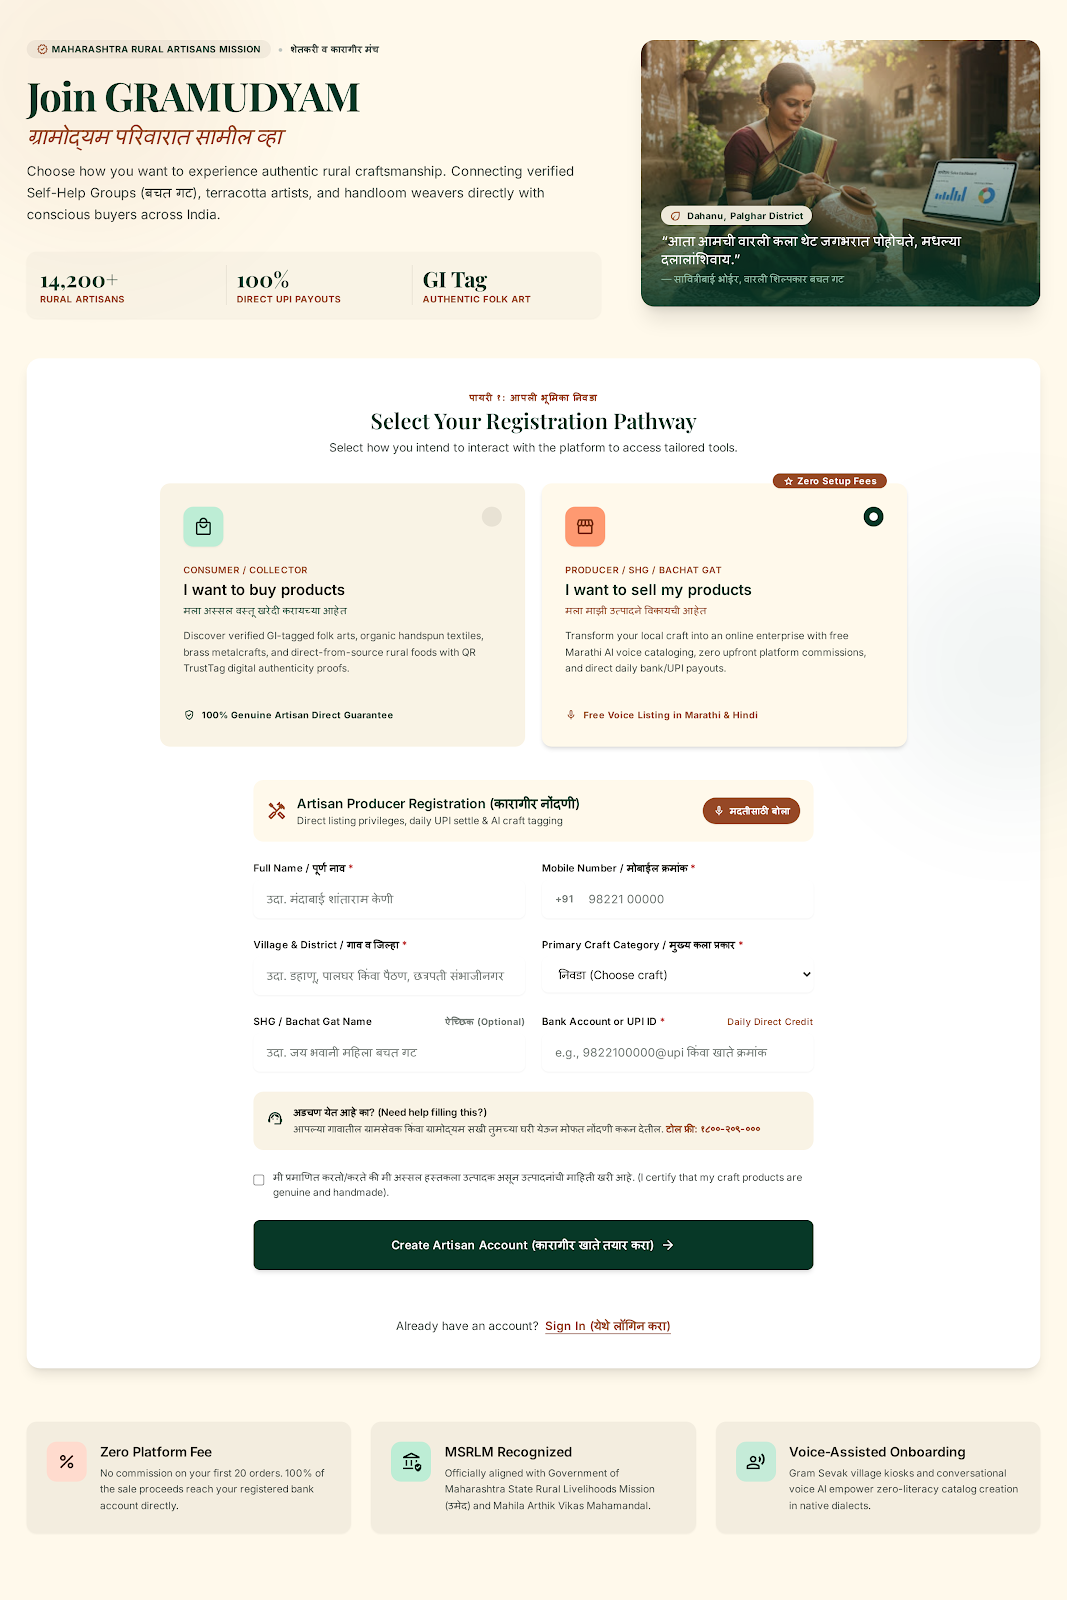 MAHARASHTRA RURAL ARTISANS MISSION • शेतकरी व कारागीर मंच
Join GRAMUDYAM
ग्रामोद्यम परिवारात सामील व्हा
Choose how you want to experience authentic rural craftsmanship. Connecting verified
Self-Help Groups (बचत गट), terracotta artists, and handloom weavers directly with
conscious buyers across India.
14,200+
RURAL ARTISANS
100%
DIRECT UPI PAYOUTS
GI Tag
AUTHENTIC FOLK ART
Dahanu, Palghar District
“आता आमची वारली कला थेट जगभरात पोहोचते, मधल्या
दलालांशिवाय.”
— सावित्रीबाई भोईर, वारली शिल्पकार बचत गट
पायरी १: आपली भूमिका निवडा
Select Your Registration Pathway
Select how you intend to interact with the platform to access tailored tools.
CONSUMER / COLLECTOR
I want to buy products
मला अस्सल वस्तू खरेदी करायच्या आहेत
Discover verified GI-tagged folk arts, organic handspun textiles,
brass metalcrafts, and direct-from-source rural foods with QR
TrustTag digital authenticity proofs.
100% Genuine Artisan Direct Guarantee
Zero Setup Fees
PRODUCER / SHG / BACHAT GAT
I want to sell my products
मला माझी उत्पादने विकायची आहेत
Transform your local craft into an online enterprise with free
Marathi AI voice cataloging, zero upfront platform commissions,
and direct daily bank/UPI payouts.
Free Voice Listing in Marathi & Hindi
Artisan Producer Registration (कारागीर नोंदणी)
Direct listing privileges, daily UPI settle & AI craft tagging
मदतीसाठी बोला
Full Name / पूर्ण नाव *
उदा. मंदाबाई शांताराम केणी
Mobile Number / मोबाईल क्रमांक *
+91 98221 00000
Village & District / गाव व जिल्हा *
उदा. डहाणू, पालघर किंवा पैठण, छत्रपती संभाजीनगर
Primary Craft Category / मुख्य कला प्रकार *
निवडा (Choose craft)
SHG / Bachat Gat Name ऐच्छिक (Optional)
उदा. जय भवानी महिला बचत गट
Bank Account or UPI ID * Daily Direct Credit
e.g., 9822100000@upi किंवा खाते क्रमांक
अडचण येत आहे का? (Need help filling this?)
आपल्या गावातील ग्रामसेवक किंवा ग्रामोद्यम सखी तुमच्या घरी येऊन मोफत नोंदणी करून देतील. टोल फ्री: १८००-२०९-०००
मी प्रमाणित करतो/करते की मी अस्सल हस्तकला उत्पादक असून उत्पादनांची माहिती खरी आहे. (I certify that my craft products are
genuine and handmade).
Create Artisan Account (कारागीर खाते तयार करा) →
Already have an account? Sign In (येथे लॉगिन करा)
Zero Platform Fee
No commission on your first 20 orders. 100% of
the sale proceeds reach your registered bank
account directly.
MSRLM Recognized
Officially aligned with Government of
Maharashtra State Rural Livelihoods Mission
(उमेद) and Mahila Arthik Vikas Mahamandal.
Voice-Assisted Onboarding
Gram Sevak village kiosks and conversational
voice AI empower zero-literacy catalog creation
in native dialects.